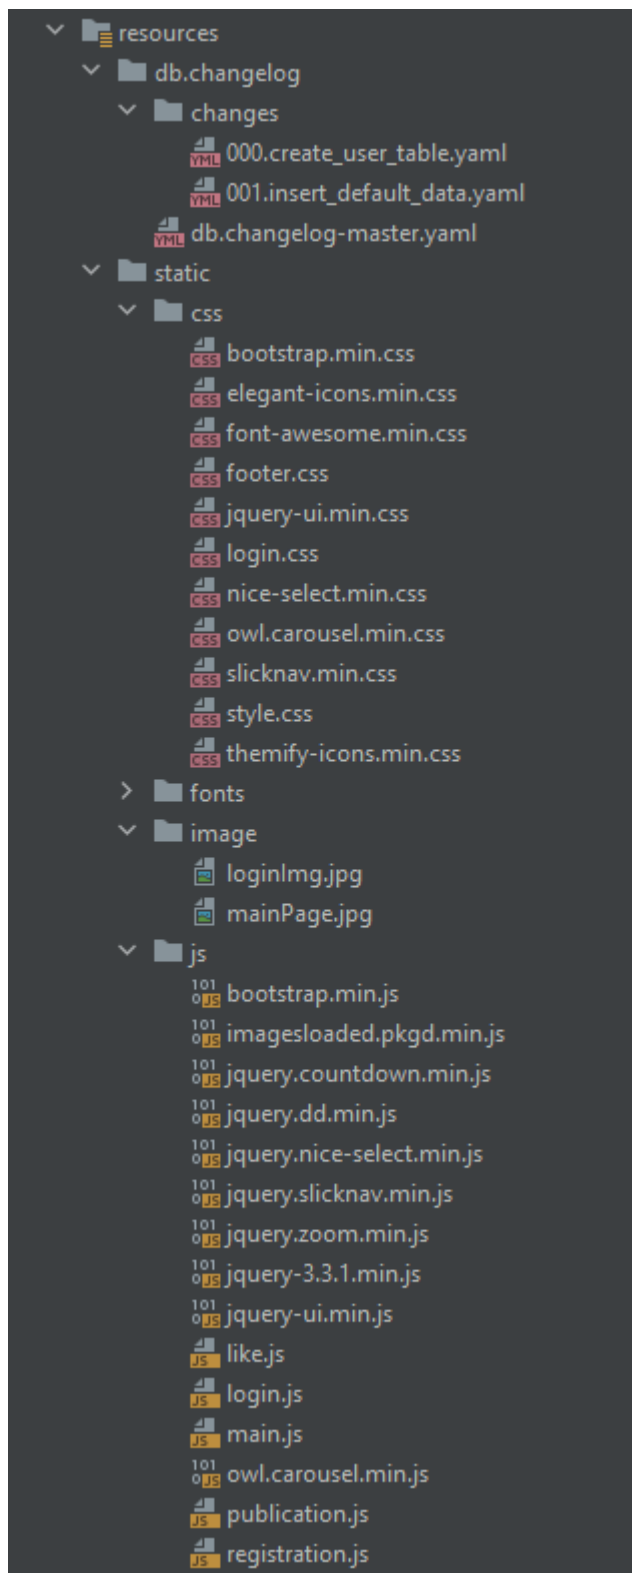 resources
db.changelog
changes
000.create_user_table.yaml
001.insert_default_data.yaml
db.changelog-master.yaml
static
css
bootstrap.min.css
elegant-icons.min.css
font-awesome.min.css
footer.css
jquery-ui.min.css
login.css
nice-select.min.css
owl.carousel.min.css
slicknav.min.css
style.css
themify-icons.min.css
fonts
image
loginImg.jpg
mainPage.jpg
js
bootstrap.min.js
imagesloaded.pkgd.min.js
jquery.countdown.min.js
jquery.dd.min.js
jquery.nice-select.min.js
jquery.slicknav.min.js
jquery.zoom.min.js
jquery-3.3.1.min.js
jquery-ui.min.js
like.js
login.js
main.js
owl.carousel.min.js
publication.js
registration.js